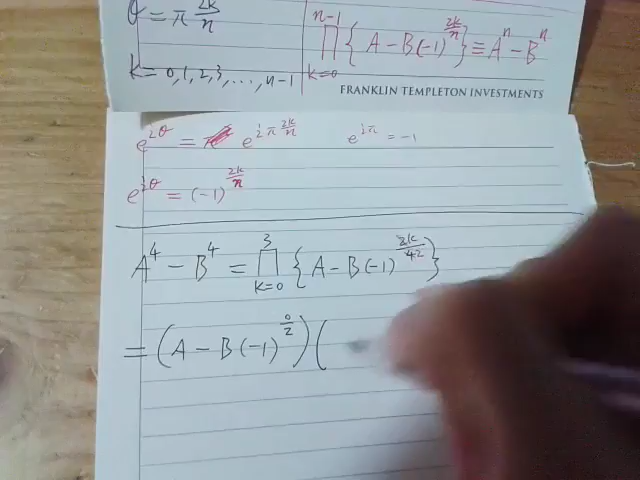 θ = π 2k/n
k = 0, 1, 2, 3, ..., n-1
∏_{k=0}^{n-1} { A - B(-1)^{2k/n} } ≡ A^n - B^n
FRANKLIN TEMPLETON INVESTMENTS
e^{iθ} = e^{iπ 2k/n} e^{iπ} = -1
e^{iθ} = (-1)^{2k/n}
A^4 - B^4 = ∏_{k=0}^{3} { A - B(-1)^{2k/42} }
= (A - B(-1)^{0/2}) (